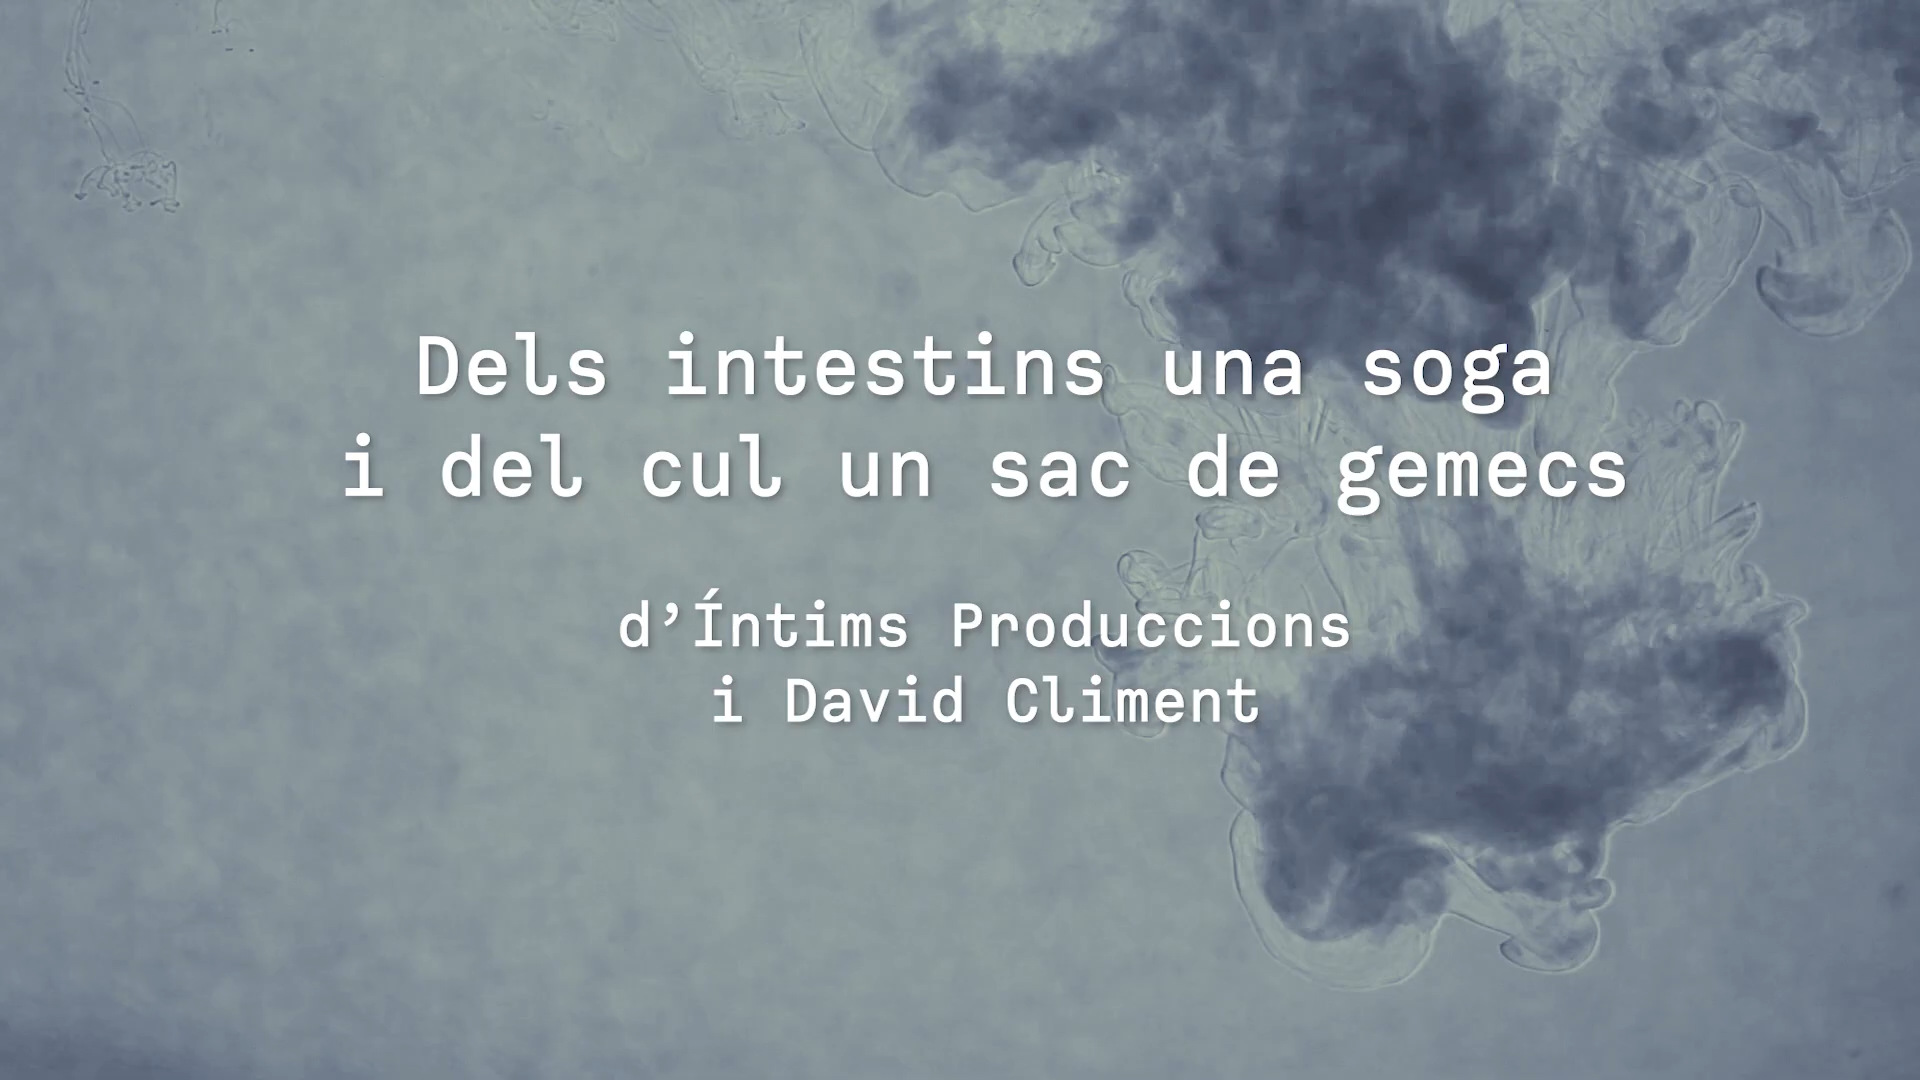 Dels intestins una soga
i del cul un sac de gemecs
d’Íntims Produccions
i David Climent